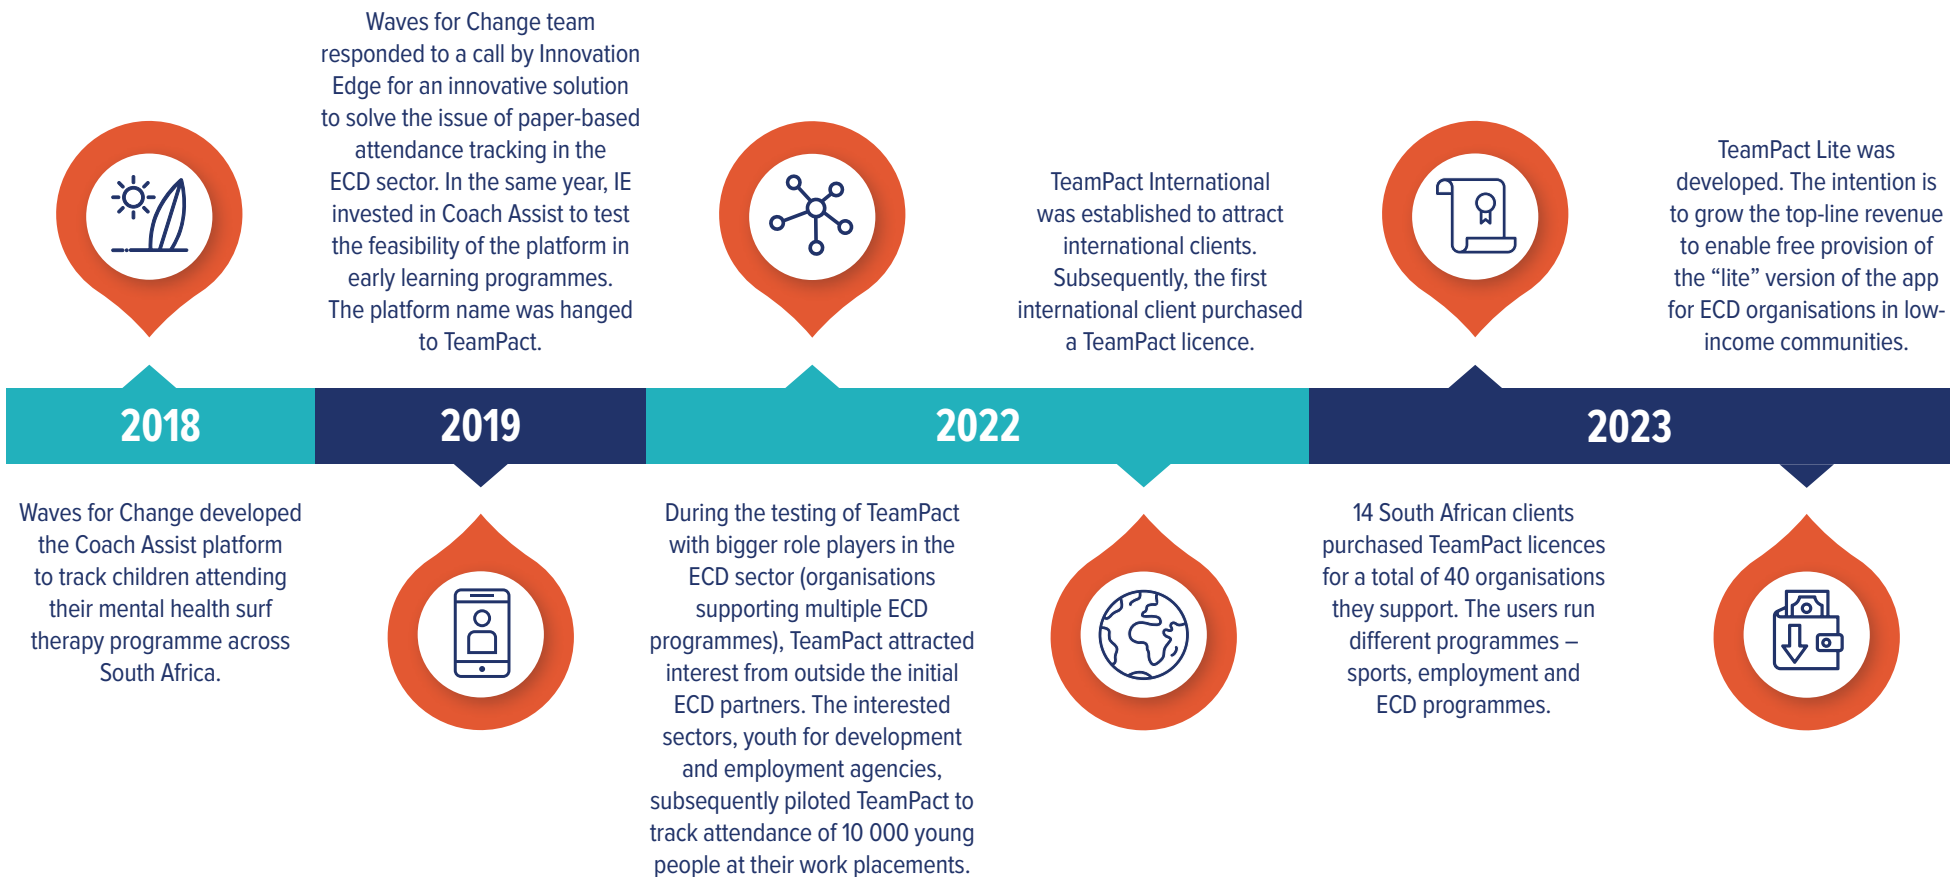 Waves for Change team
responded to a call by Innovation
Edge for an innovative solution
to solve the issue of paper-based
attendance tracking in the
ECD sector. In the same year, IE
invested in Coach Assist to test
the feasibility of the platform in
early learning programmes.
The platform name was hanged
to TeamPact.
TeamPact International
was established to attract
international clients.
Subsequently, the first
international client purchased
a TeamPact licence.
TeamPact Lite was
developed. The intention is
to grow the top-line revenue
to enable free provision of
the “lite” version of the app
for ECD organisations in low-
income communities.
2018
2019
2022
2023
Waves for Change developed
the Coach Assist platform
to track children attending
their mental health surf
therapy programme across
South Africa.
During the testing of TeamPact
with bigger role players in the
ECD sector (organisations
supporting multiple ECD
programmes), TeamPact attracted
interest from outside the initial
ECD partners. The interested
sectors, youth for development
and employment agencies,
subsequently piloted TeamPact to
track attendance of 10 000 young
people at their work placements.
14 South African clients
purchased TeamPact licences
for a total of 40 organisations
they support. The users run
different programmes –
sports, employment and
ECD programmes.